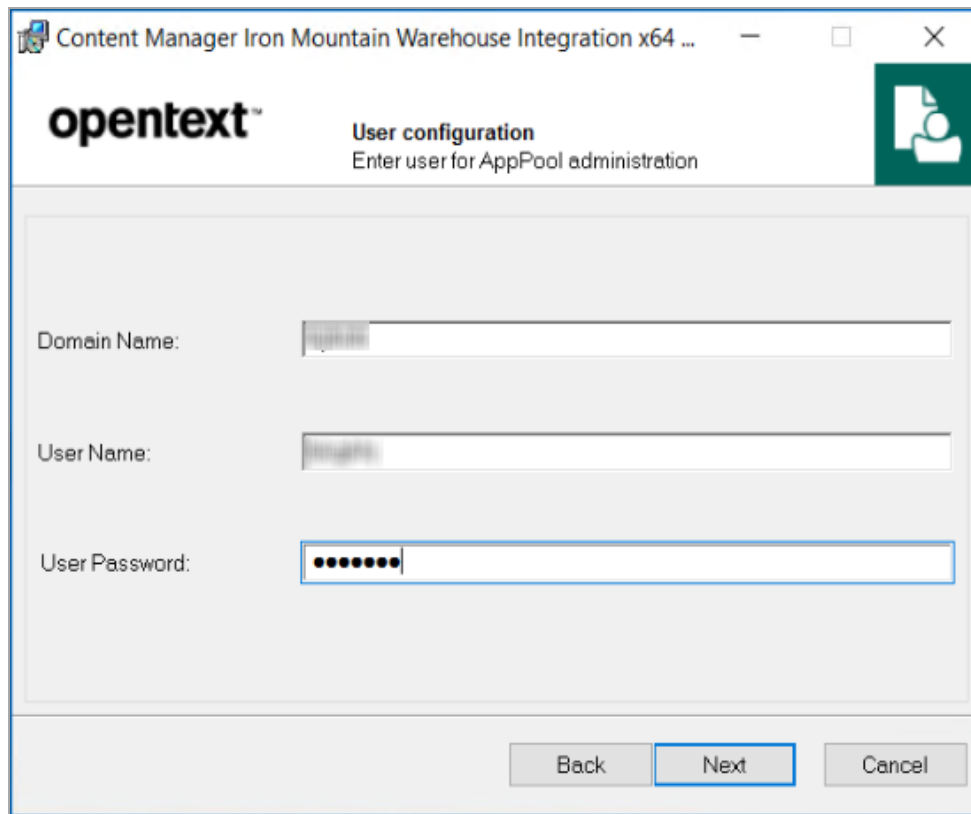 Content Manager Iron Mountain Warehouse Integration x64 ...
opentext™
User configuration
Enter user for AppPool administration
Domain Name:
User Name:
User Password:
•••••••
Back Next Cancel